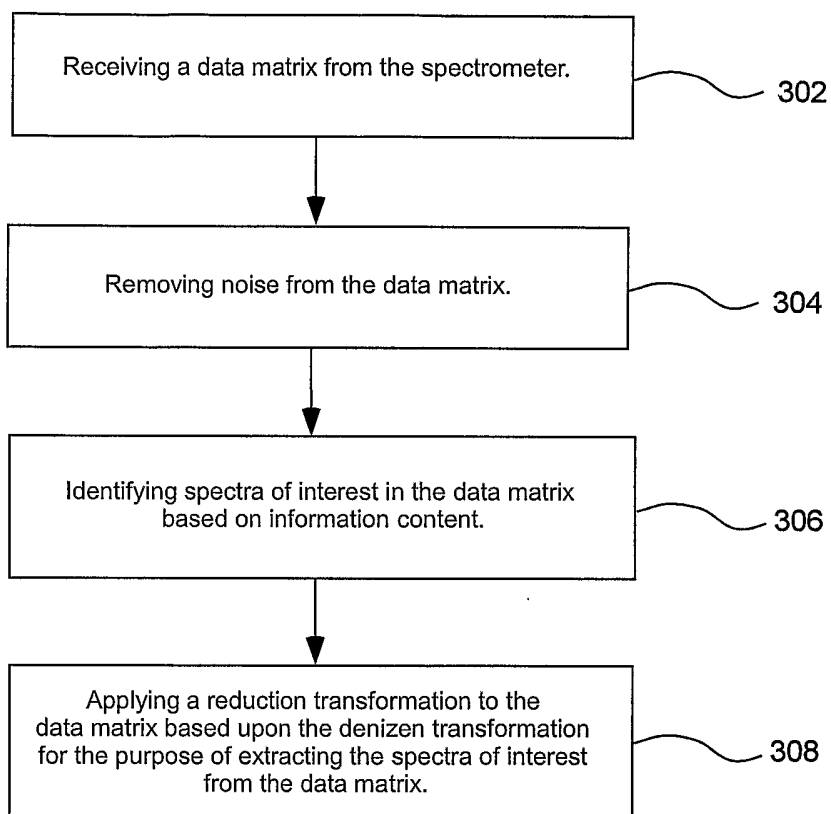 Receiving a data matrix from the spectrometer.
302
Removing noise from the data matrix.
304
Identifying spectra of interest in the data matrix
based on information content.
306
Applying a reduction transformation to the
data matrix based upon the denizen transformation
for the purpose of extracting the spectra of interest
from the data matrix.
308